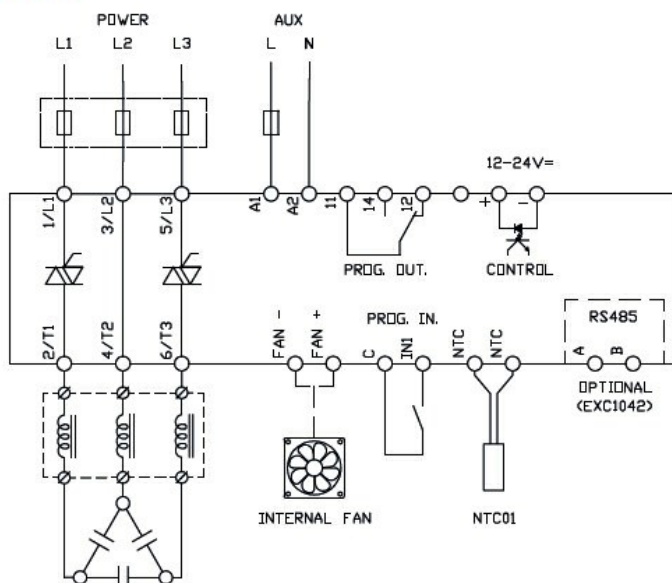 POWER
AUX
L1 L2 L3
L N
12-24V=
1/L1 3/L2 5/L3
A1 A2 11 14 12 + -
PROG. OUT.
CONTROL
2/T1 4/T2 6/T3
FAN - FAN +
PROG. IN.
C IN1
NTC NTC
RS485
A B
OPTIONAL
(EXC1042)
INTERNAL FAN
NTC01